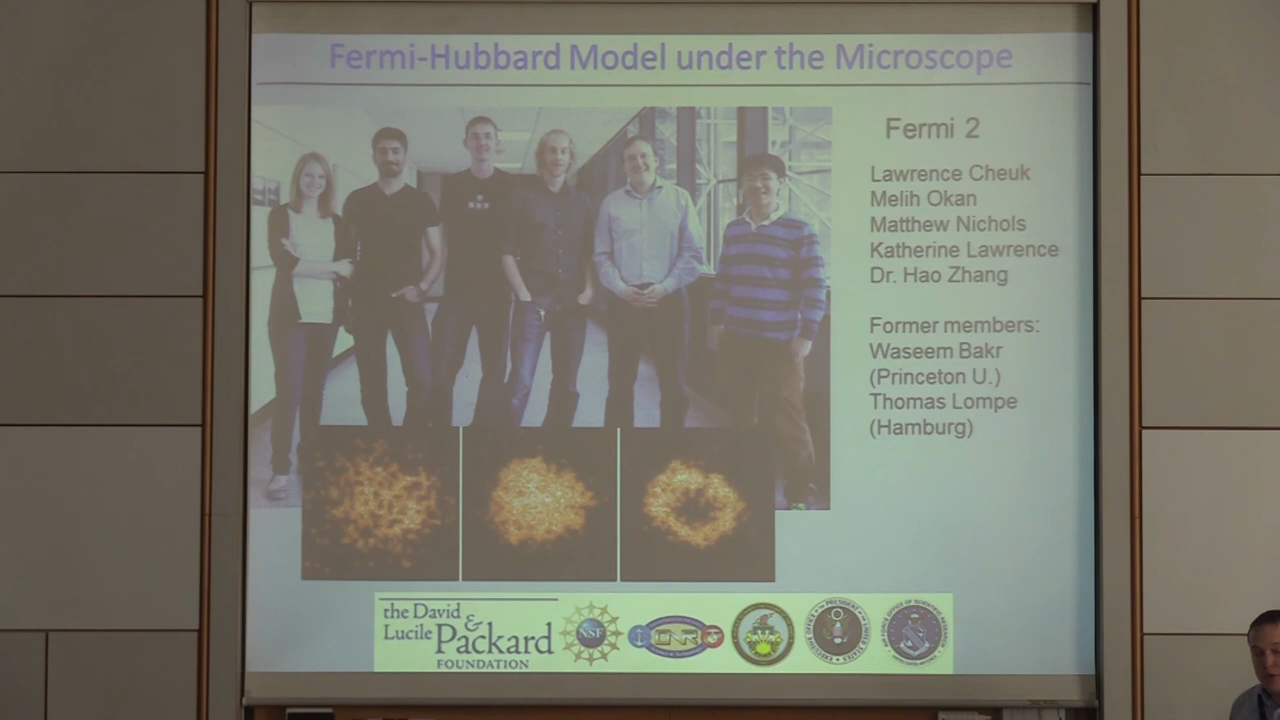 Fermi-Hubbard Model under the Microscope
Fermi 2
Lawrence Cheuk
Melih Okan
Matthew Nichols
Katherine Lawrence
Dr. Hao Zhang
Former members:
Waseem Bakr
(Princeton U.)
Thomas Lompe
(Hamburg)
the David &
Lucile Packard
FOUNDATION
NSF